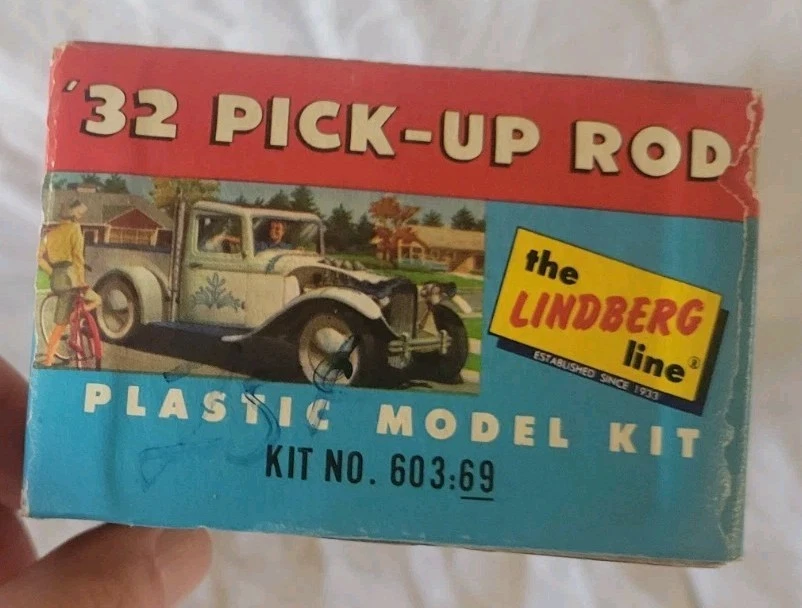 '32 PICK-UP ROD
the
LINDBERG
line®
ESTABLISHED SINCE 1933
PLASTIC MODEL KIT
KIT NO. 603:69